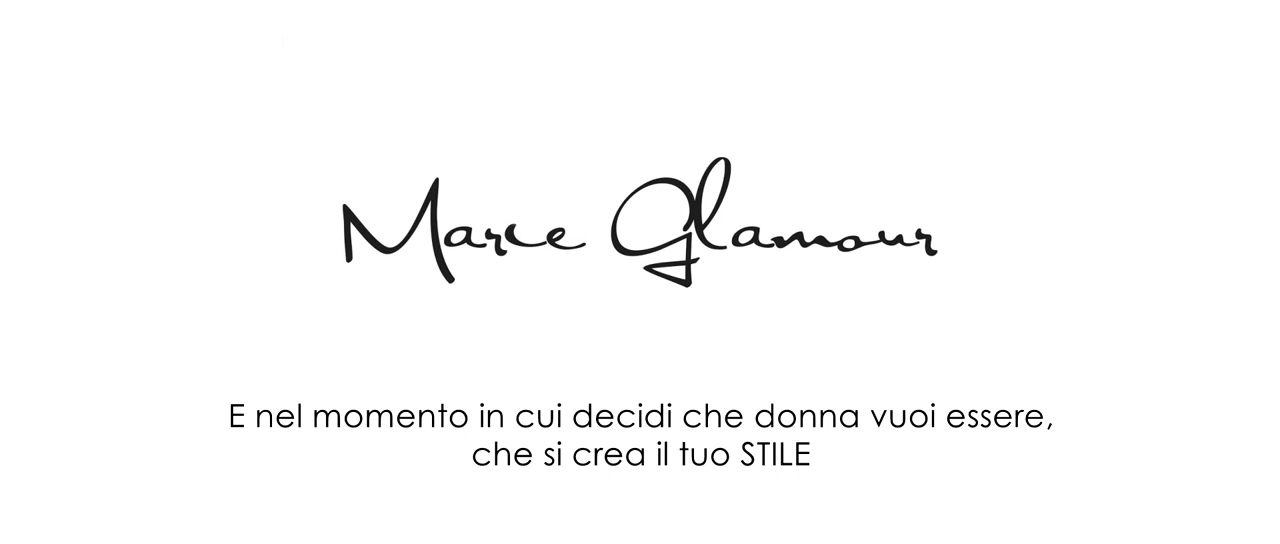 Marie Glamour
E nel momento in cui decidi che donna vuoi essere,
che si crea il tuo STILE